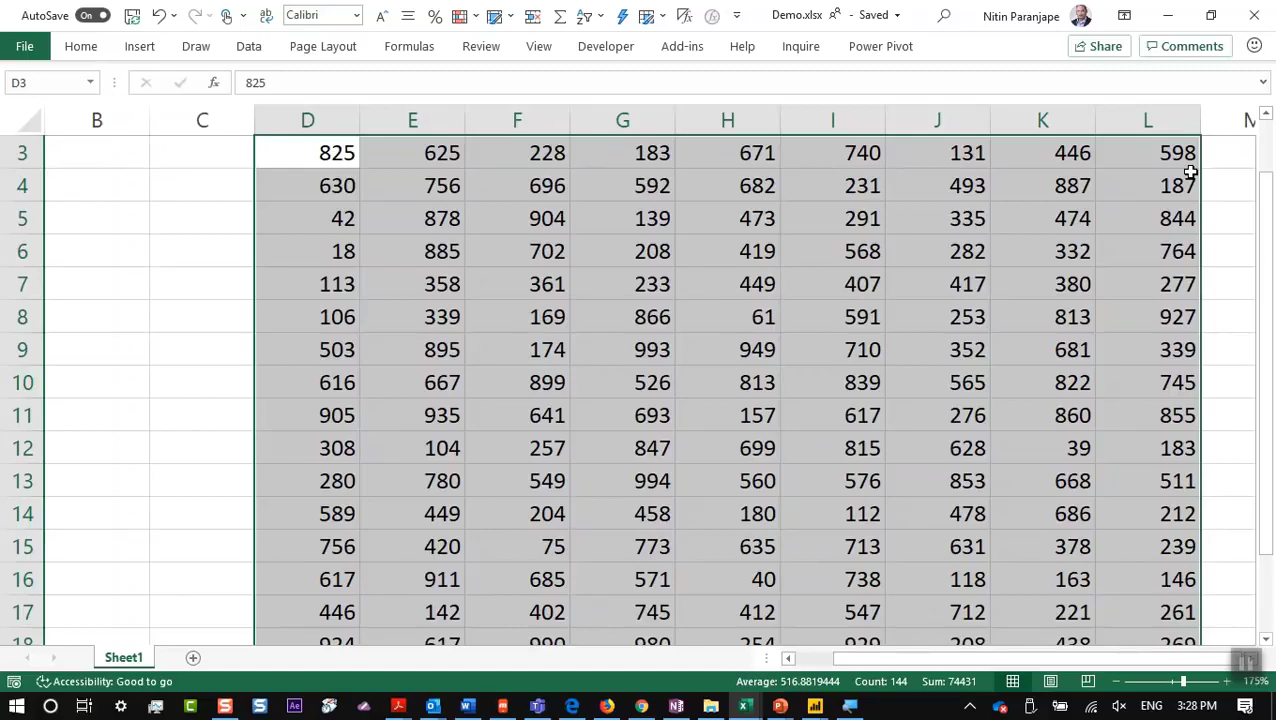 AutoSave On Calibri Demo.xlsx - Saved Nitin Paranjape
File Home Insert Draw Data Page Layout Formulas Review View Developer Add-ins Help Inquire Power Pivot Share Comments
D3 fx 825
B C D E F G H I J K L
3 825 625 228 183 671 740 131 446 598
4 630 756 696 592 682 231 493 887 187
5 42 878 904 139 473 291 335 474 844
6 18 885 702 208 419 568 282 332 764
7 113 358 361 233 449 407 417 380 277
8 106 339 169 866 61 591 253 813 927
9 503 895 174 993 949 710 352 681 339
10 616 667 899 526 813 839 565 822 745
11 905 935 641 693 157 617 276 860 855
12 308 104 257 847 699 815 628 39 183
13 280 780 549 994 560 576 853 668 511
14 589 449 204 458 180 112 478 686 212
15 756 420 75 773 635 713 631 378 239
16 617 911 685 571 40 738 118 163 146
17 446 142 402 745 412 547 712 221 261
18 924 617 990 980 254 929 208 438 269
Sheet1
Accessibility: Good to go Average: 516.8819444 Count: 144 Sum: 74431 175%
ENG 3:28 PM